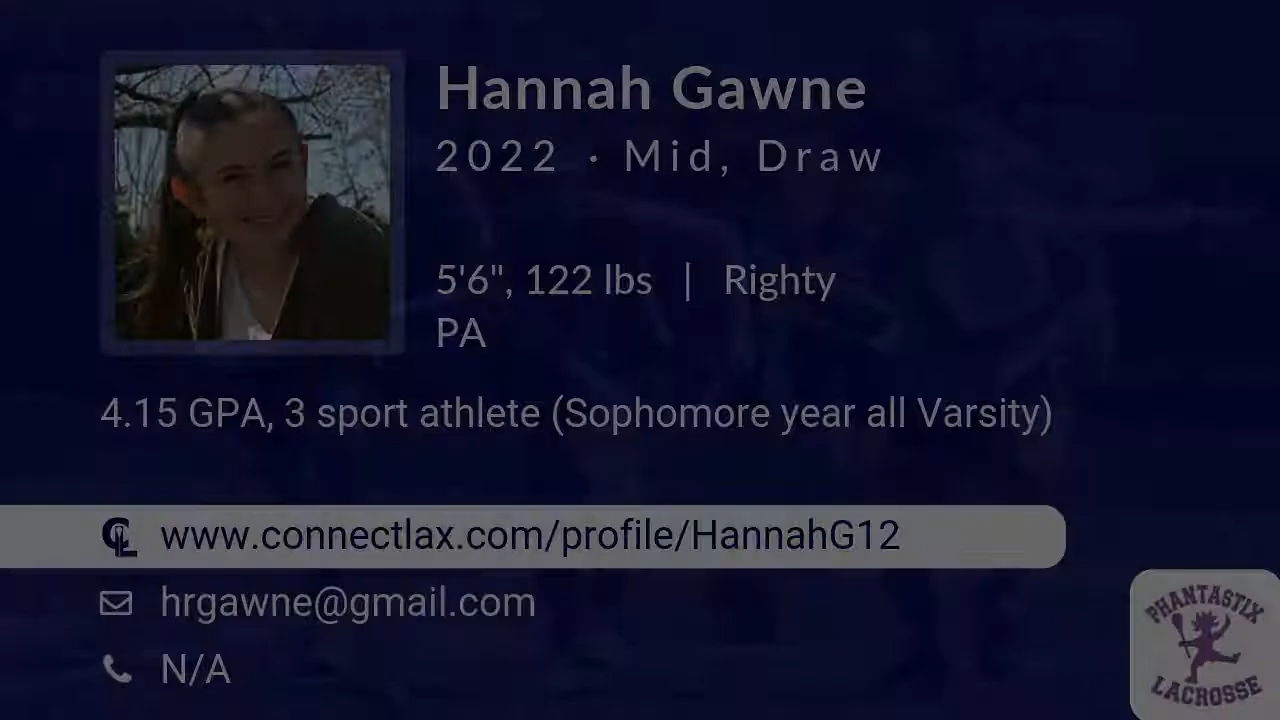 Hannah Gawne
2022 · Mid, Draw
5'6", 122 lbs | Righty
PA
4.15 GPA, 3 sport athlete (Sophomore year all Varsity)
www.connectlax.com/profile/HannahG12
hrgawne@gmail.com
N/A
PHANTASTIX
LACROSSE